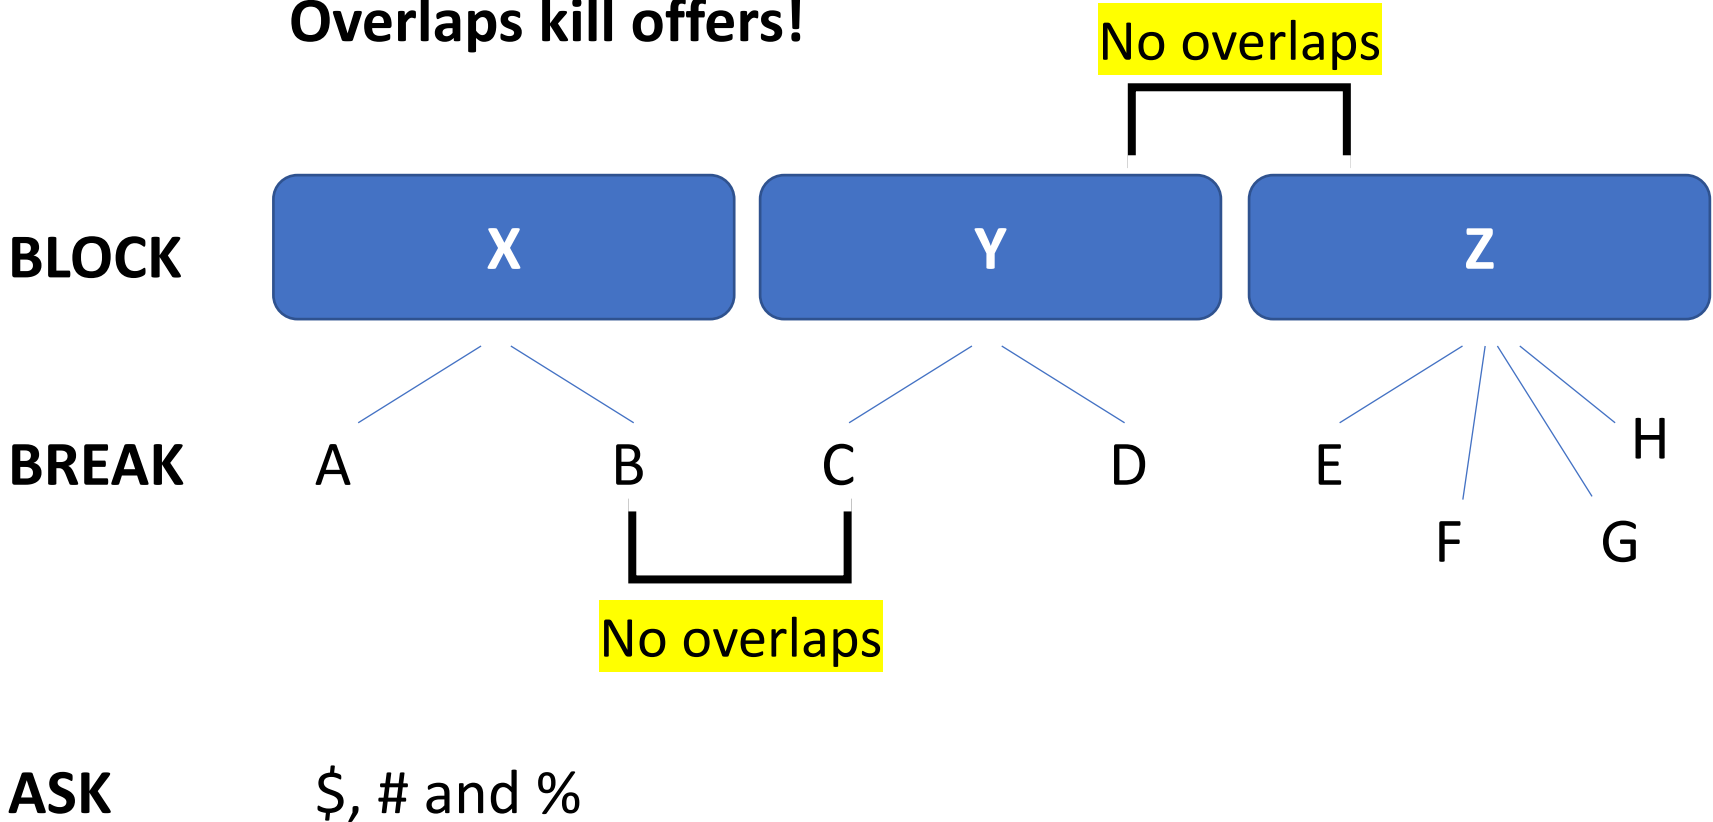 Overlaps kill offers!
No overlaps
BLOCK X Y Z
BREAK A B C D E H
F G
No overlaps
ASK $, # and %